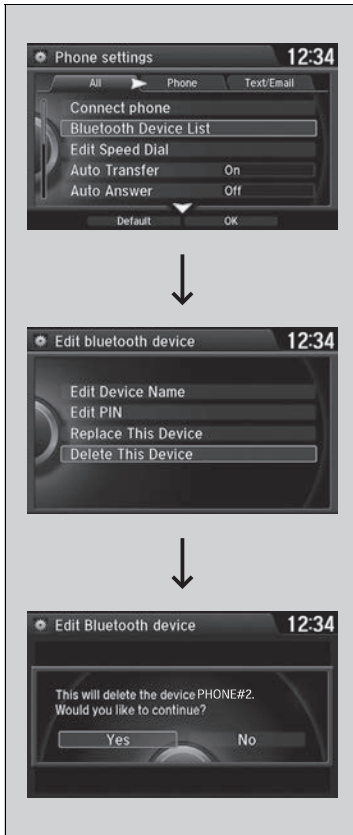 Phone settings 12:34
All Phone Text/Email
Connect phone
Bluetooth Device List
Edit Speed Dial
Auto Transfer On
Auto Answer Off
Default OK
Edit bluetooth device 12:34
Edit Device Name
Edit PIN
Replace This Device
Delete This Device
Edit Bluetooth device 12:34
This will delete the device PHONE#2.
Would you like to continue?
Yes No